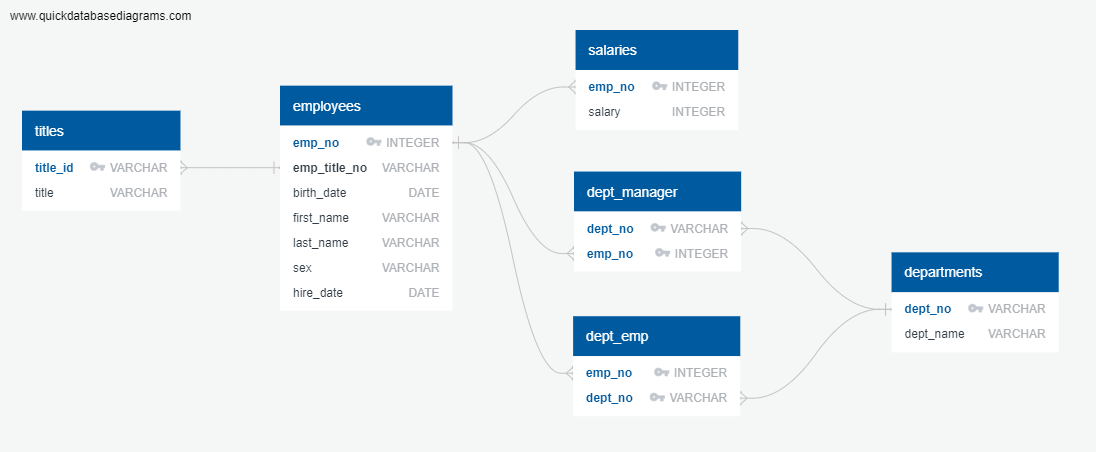 www.quickdatabasediagrams.com
titles
title_id VARCHAR
title VARCHAR
employees
emp_no INTEGER
emp_title_no VARCHAR
birth_date DATE
first_name VARCHAR
last_name VARCHAR
sex VARCHAR
hire_date DATE
salaries
emp_no INTEGER
salary INTEGER
dept_manager
dept_no VARCHAR
emp_no INTEGER
dept_emp
emp_no INTEGER
dept_no VARCHAR
departments
dept_no VARCHAR
dept_name VARCHAR